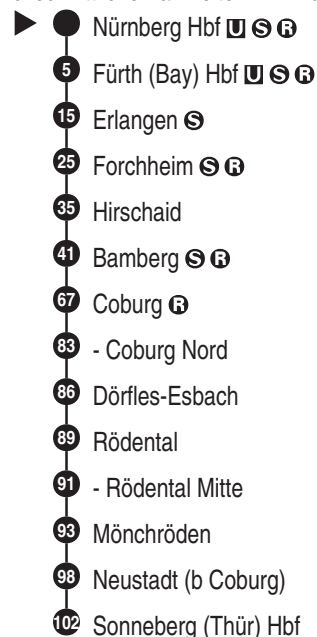 Nürnberg Hbf U S R
5 Fürth (Bay) Hbf U S R
15 Erlangen S
25 Forchheim S R
35 Hirschaid
41 Bamberg S R
67 Coburg R
83 - Coburg Nord
86 Dörfles-Esbach
89 Rödental
91 - Rödental Mitte
93 Mönchröden
98 Neustadt (b Coburg)
102 Sonneberg (Thür) Hbf